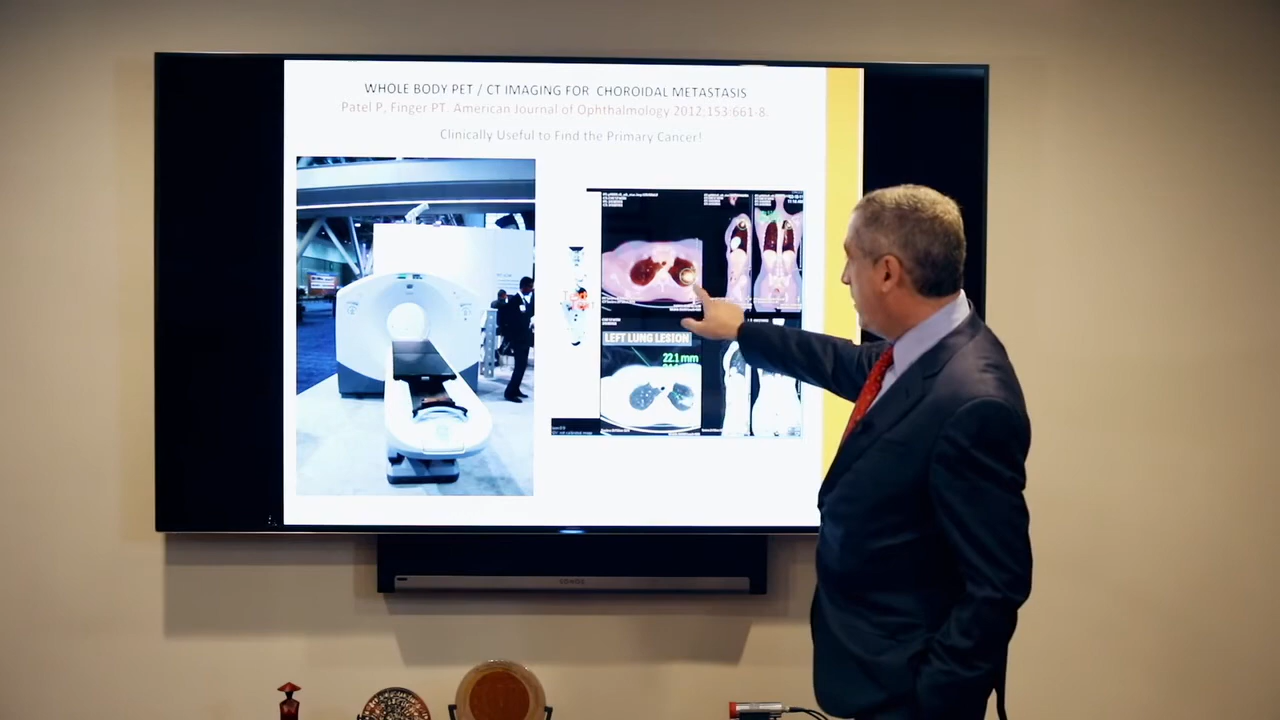 WHOLE BODY PET / CT IMAGING FOR CHOROIDAL METASTASIS
Patel P, Finger PT. American Journal of Ophthalmology 2012;153:661-8.
Clinically Useful to Find the Primary Cancer!
LEFT LUNG LESION
22.1 mm
SONOS